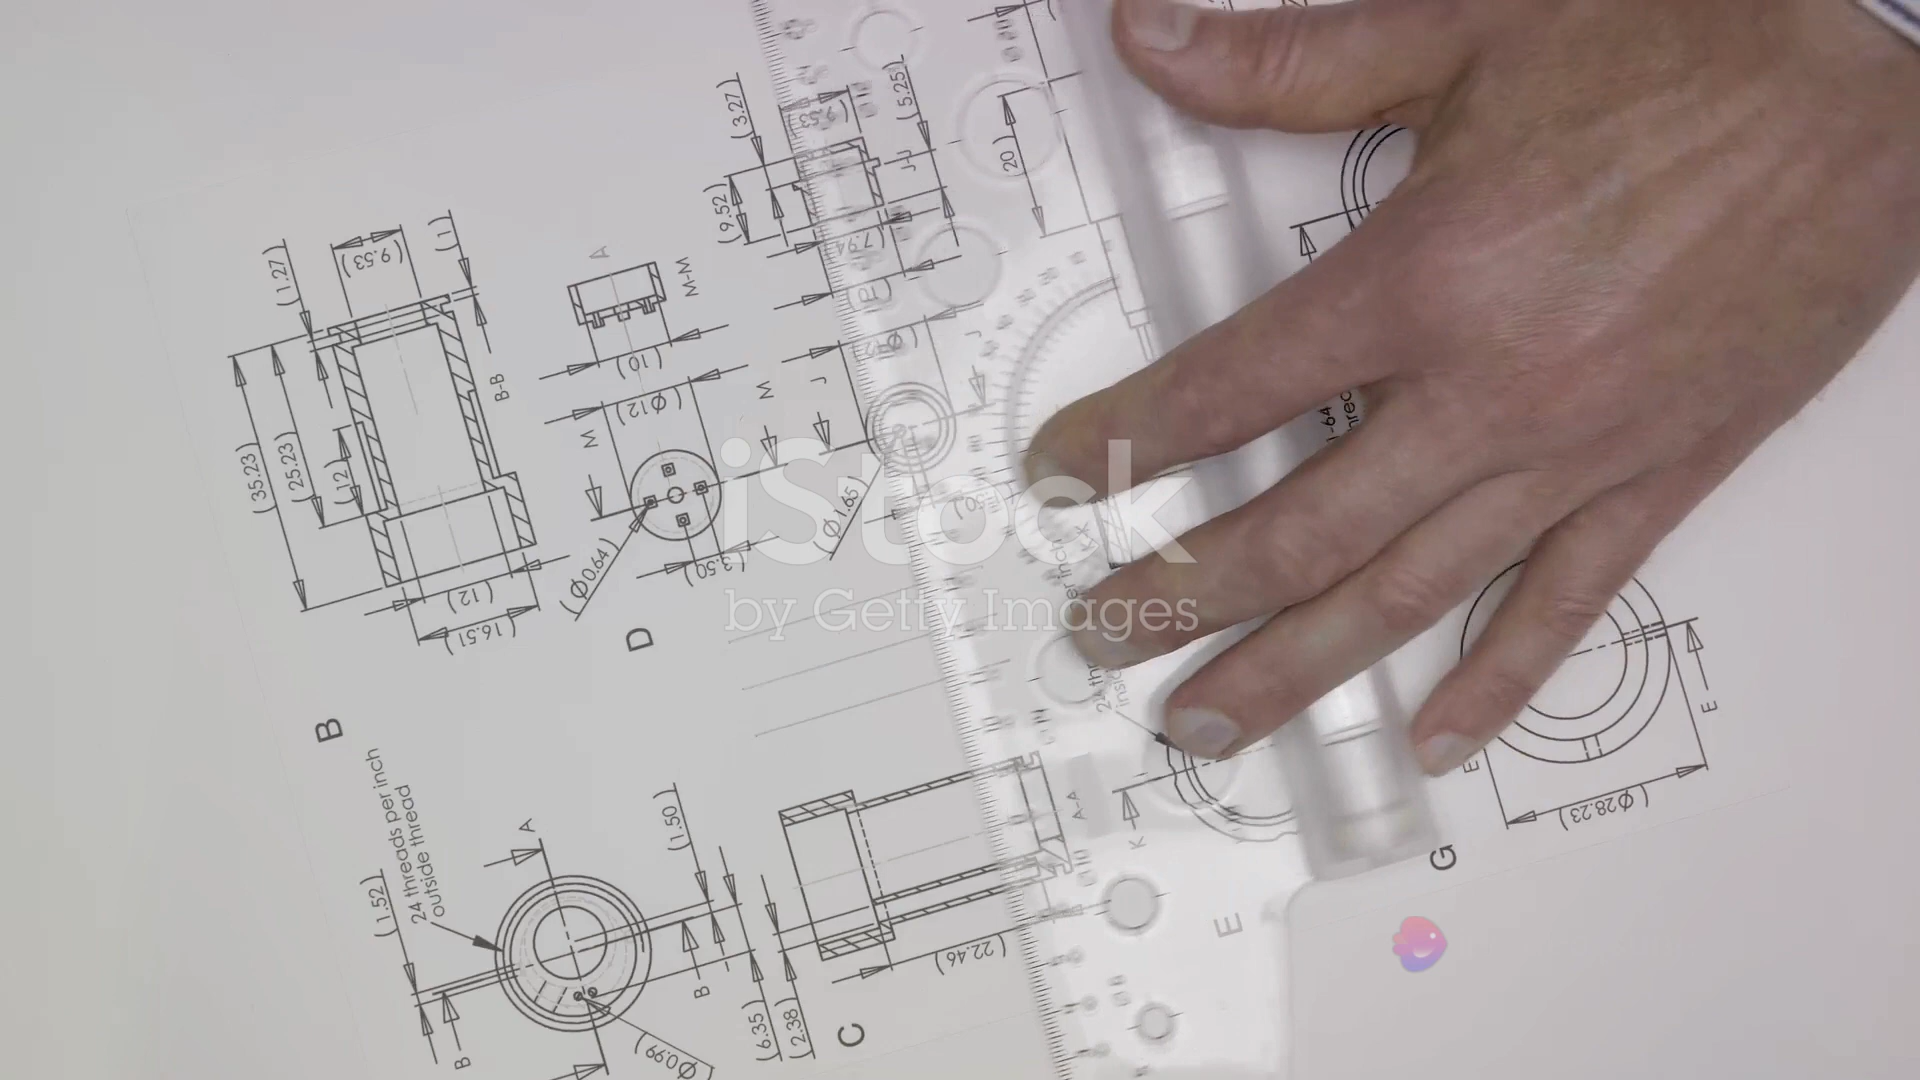 (3.27)
(9.53)
(5.25)
J-J
20
(9.52)
(7.94)
(1.27)
(9.53)
(1)
A
M-M
B-B
(10)
(Ø12)
M
M
J
J
(35.23)
(25.23)
(12)
(Ø0.64)
(3.50)
(Ø1.65)
(12)
(16.51)
iStock
by Getty Images
D
B
24 threads per inch
outside thread
(1.52)
A
(1.50)
B
B
(Ø0.99)
(6.35)
(2.38)
(22.46)
C
A-A
K
E
E
E
(Ø28.23)
G